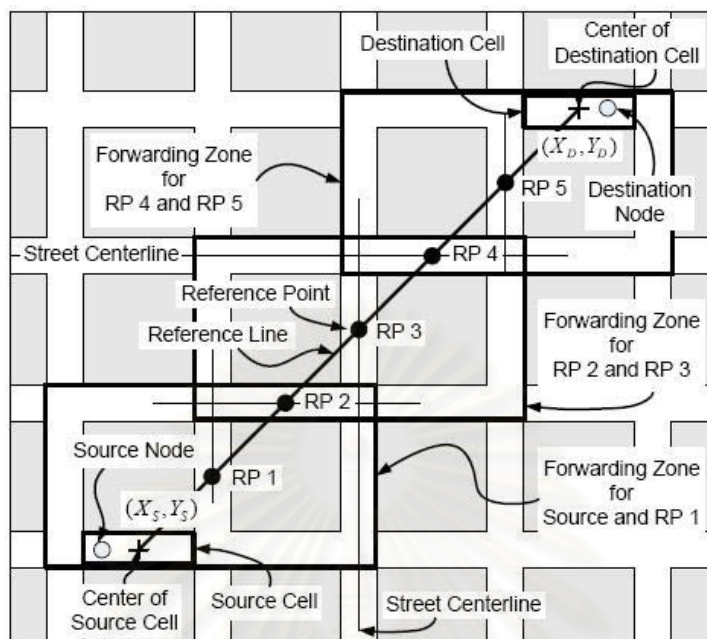 Destination Cell
Center of
Destination Cell
Forwarding Zone
for
RP 4 and RP 5
(X_D, Y_D)
RP 5
Destination
Node
Street Centerline
RP 4
Reference Point
Reference Line
RP 3
Forwarding Zone
for
RP 2 and RP 3
RP 2
Source Node
RP 1
(X_S, Y_S)
Forwarding Zone
for
Source and RP 1
Center of
Source Cell
Source Cell
Street Centerline